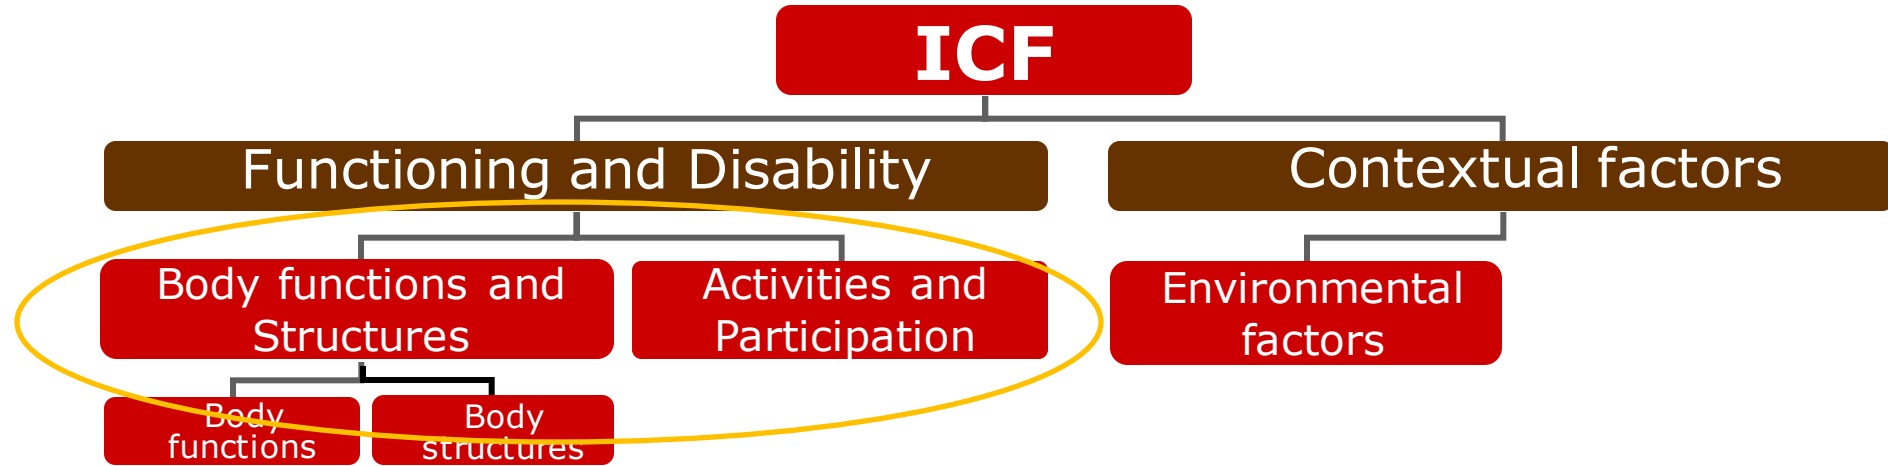 ICF
Functioning and Disability
Contextual factors
Body functions and
Structures
Activities and
Participation
Environmental
factors
Body
functions
Body
structures